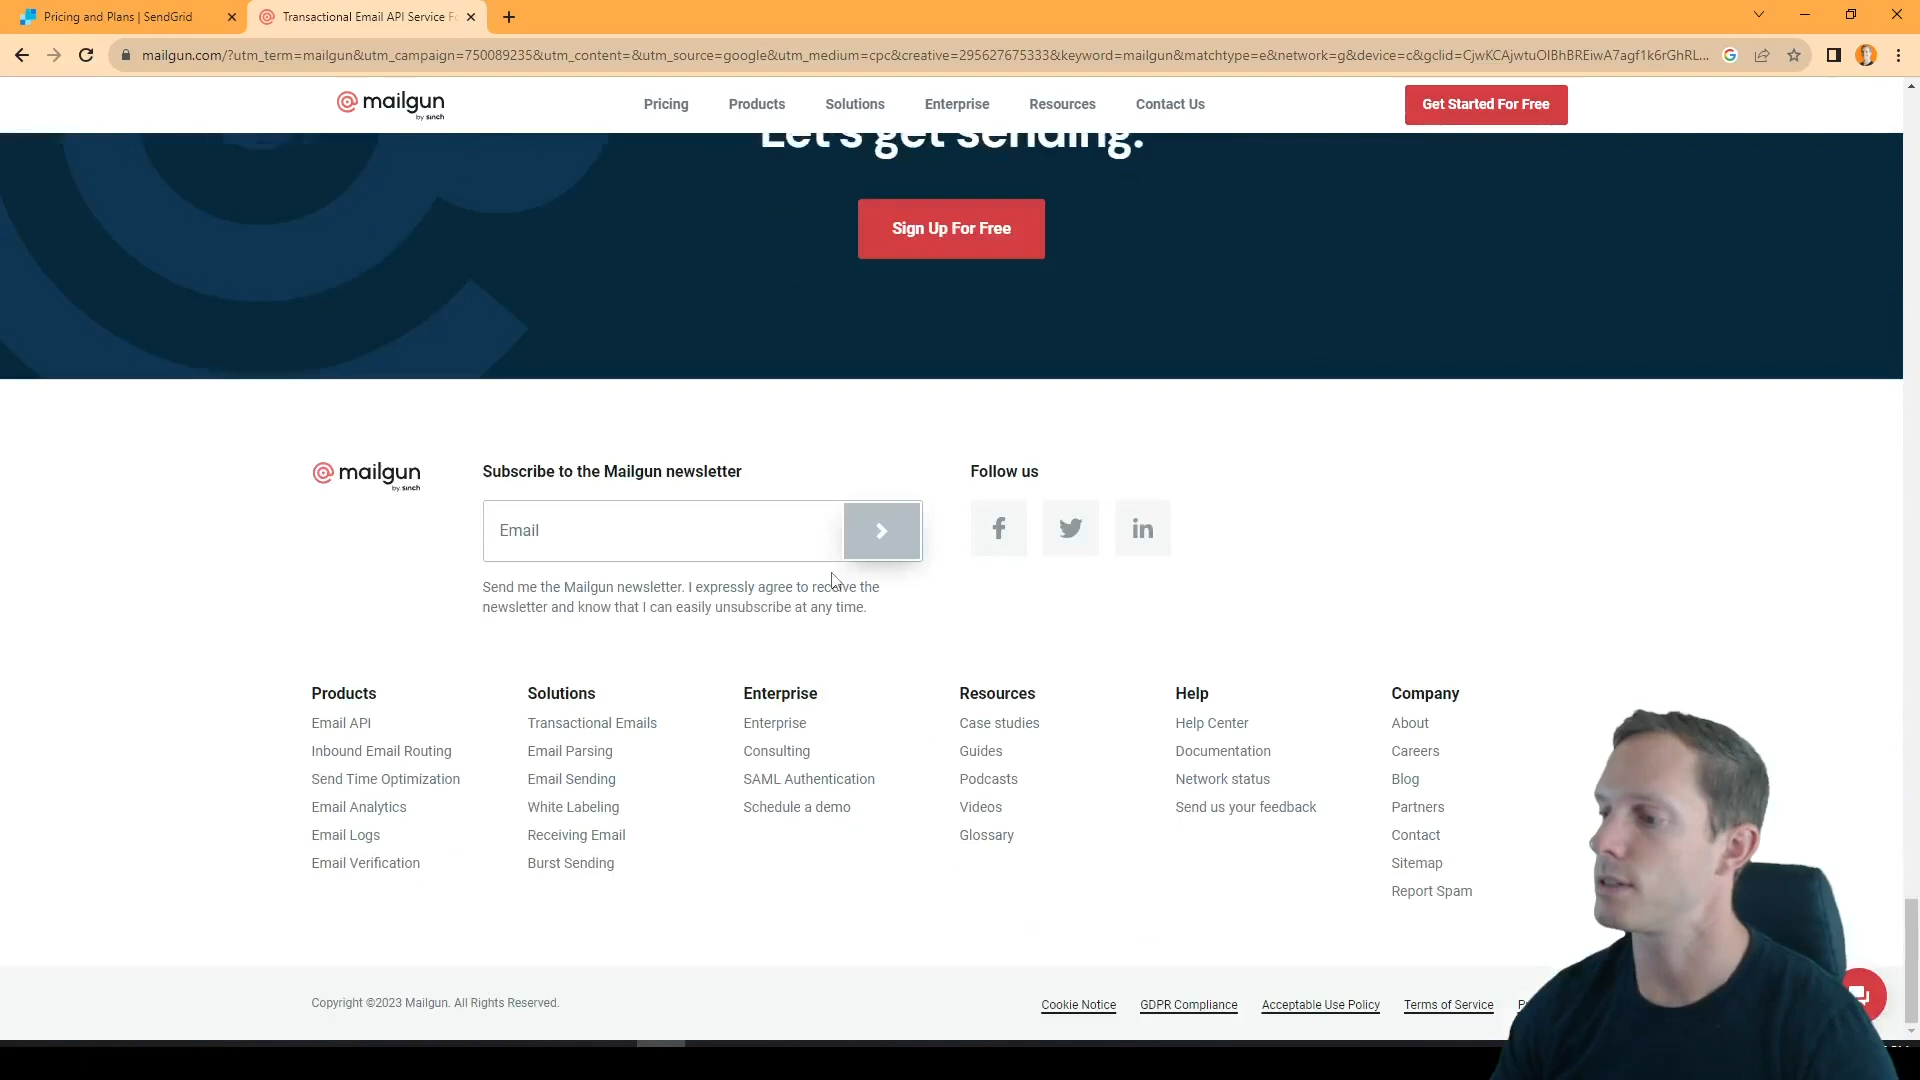 Pricing and Plans | SendGrid
Transactional Email API Service Fo
mailgun.com/?utm_term=mailgun&utm_campaign=750089235&utm_content=&utm_source=google&utm_medium=cpc&creative=295627675333&keyword=mailgun&matchtype=e&network=g&device=c&gclid=CjwKCAjwtuOlBhBREiwA7agf1k6rGhRL...
mailgun
by sinch
Pricing
Products
Solutions
Enterprise
Resources
Contact Us
Get Started For Free
Let's get sending.
Sign Up For Free
mailgun
by sinch
Subscribe to the Mailgun newsletter
Email
Send me the Mailgun newsletter. I expressly agree to receive the
newsletter and know that I can easily unsubscribe at any time.
Follow us
Products
Email API
Inbound Email Routing
Send Time Optimization
Email Analytics
Email Logs
Email Verification
Solutions
Transactional Emails
Email Parsing
Email Sending
White Labeling
Receiving Email
Burst Sending
Enterprise
Enterprise
Consulting
SAML Authentication
Schedule a demo
Resources
Case studies
Guides
Podcasts
Videos
Glossary
Help
Help Center
Documentation
Network status
Send us your feedback
Company
About
Careers
Blog
Partners
Contact
Sitemap
Report Spam
Copyright ©2023 Mailgun. All Rights Reserved.
Cookie Notice
GDPR Compliance
Acceptable Use Policy
Terms of Service